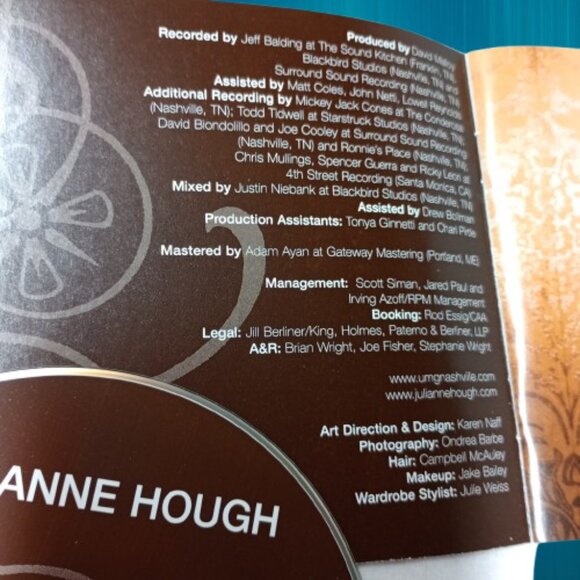 Produced by David Malloy
Recorded by Jeff Balding at The Sound Kitchen (Franklin, TN)
Blackbird Studios (Nashville, TN) and
Surround Sound Recording (Nashville, TN)
Assisted by Matt Coles, John Netti, Lowell Reynolds
Additional Recording by Mickey Jack Cones at The Conderosa
(Nashville, TN); Todd Tidwell at Starstruck Studios (Nashville, TN)
David Biondolillo and Joe Cooley at Surround Sound Recording
(Nashville, TN) and Ronnie's Place (Nashville, TN)
Chris Mullings, Spencer Guerra and Ricky Leon at
4th Street Recording (Santa Monica, CA)
Mixed by Justin Niebank at Blackbird Studios (Nashville, TN)
Assisted by Drew Bollman
Production Assistants: Tonya Ginnetti and Chari Pirtle
Mastered by Adam Ayan at Gateway Mastering (Portland, ME)
Management: Scott Siman, Jared Paul and
Irving Azoff/RPM Management
Booking: Rod Essig/CAA
Legal: Jill Berliner/King, Holmes, Paterno & Berliner, LLP
A&R: Brian Wright, Joe Fisher, Stephanie Wright
www.umgnashville.com
www.juliannehough.com
Art Direction & Design: Karen Naff
Photography: Ondrea Barbe
Hair: Campbell McAuley
Makeup: Jake Bailey
Wardrobe Stylist: Julie Weiss
ANNE HOUGH